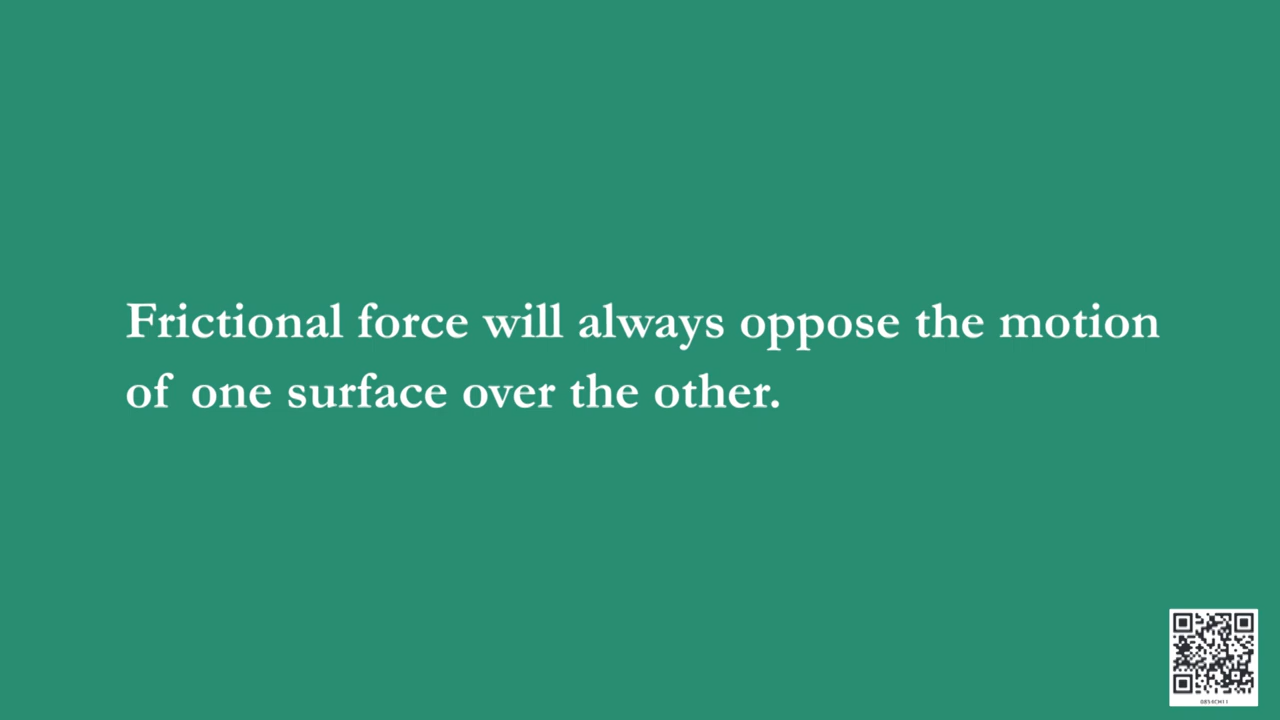 Frictional force will always oppose the motion
of one surface over the other.